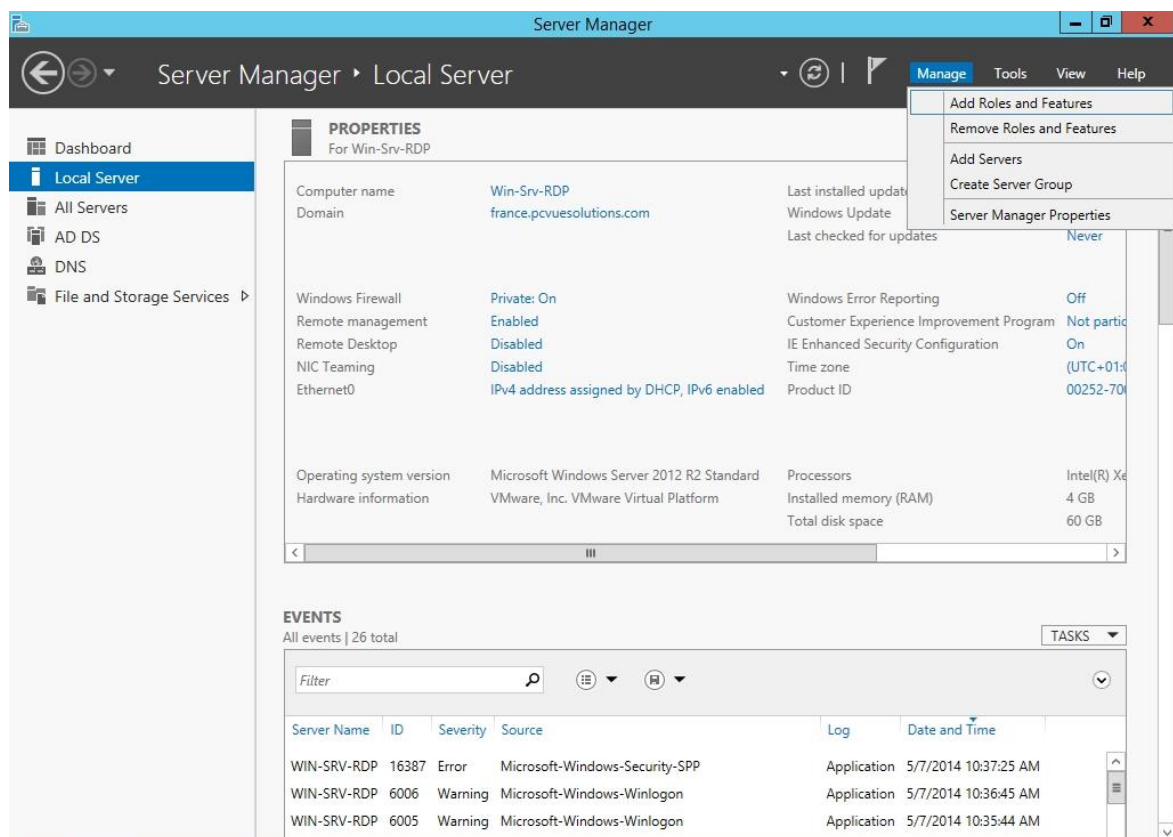 Server Manager
Server Manager • Local Server
Manage Tools View Help
Add Roles and Features
Remove Roles and Features
Add Servers
Create Server Group
Server Manager Properties
Dashboard
Local Server
All Servers
AD DS
DNS
File and Storage Services
PROPERTIES
For Win-Srv-RDP
Computer name Win-Srv-RDP Last installed
Domain france.pcvuesolutions.com Windows Update
Last checked for updates Never
Windows Firewall Private: On Windows Error Reporting Off
Remote management Enabled Customer Experience Improvement Program Not
Remote Desktop Disabled IE Enhanced Security Configuration On
NIC Teaming Disabled Time zone (UTC+01:
Ethernet0 IPv4 address assigned by DHCP, IPv6 enabled Product ID 00252-70
Operating system version Microsoft Windows Server 2012 R2 Standard Processors Intel(R) Xe
Hardware information VMware, Inc. VMware Virtual Platform Installed memory (RAM) 4 GB
Total disk space 60 GB
EVENTS
All events | 26 total
TASKS
Filter
Server Name ID Severity Source Log Date and Time
WIN-SRV-RDP 16387 Error Microsoft-Windows-Security-SPP Application 5/7/2014 10:37:25 AM
WIN-SRV-RDP 6006 Warning Microsoft-Windows-Winlogon Application 5/7/2014 10:36:45 AM
WIN-SRV-RDP 6005 Warning Microsoft-Windows-Winlogon Application 5/7/2014 10:35:44 AM